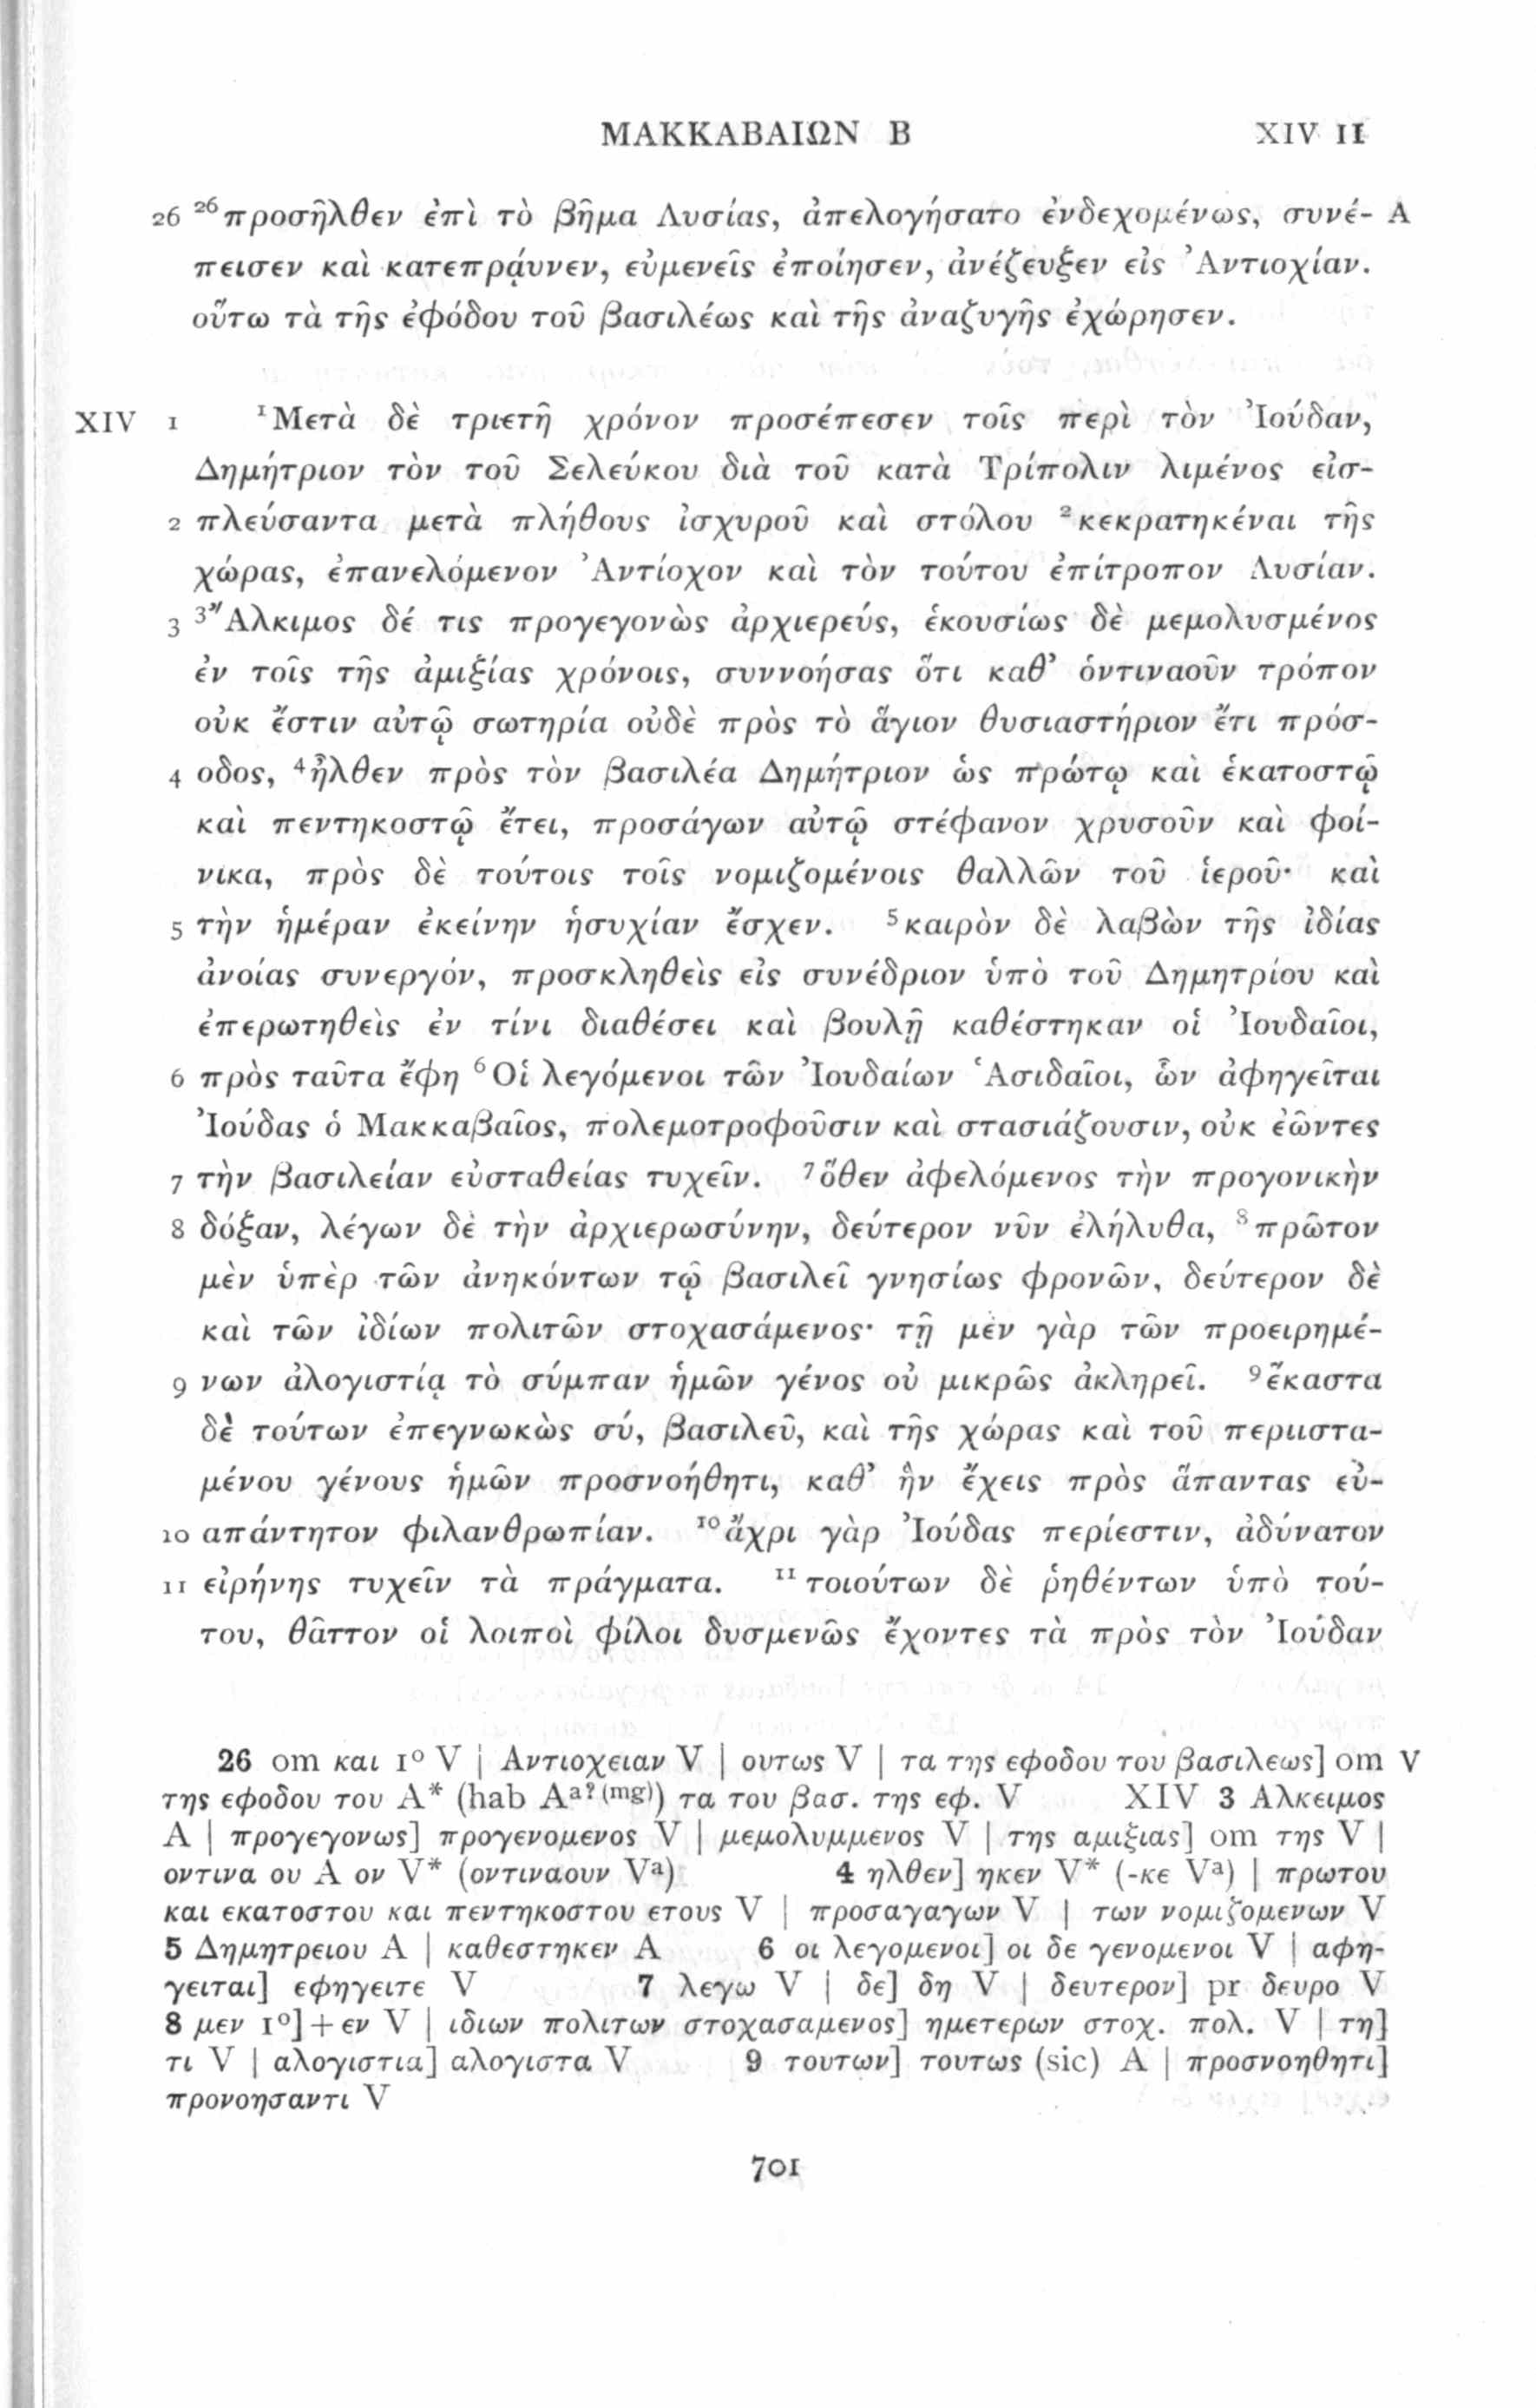 ΜΑΚΚΑΒΑΙΩΝ Β XIV 11
26 ²⁶προσῆλθεν ἐπὶ τὸ βῆμα Λυσίας, ἀπελογήσατο ἐνδεχομένως, συνέ- A
πεισεν καὶ κατεπρᾴυνεν, εὐμενεῖς ἐποίησεν, ἀνέζευξεν εἰς Ἀντιοχίαν.
οὕτω τὰ τῆς ἐφόδου τοῦ βασιλέως καὶ τῆς ἀναζυγῆς ἐχώρησεν.
XIV 1 ¹Μετὰ δὲ τριετῆ χρόνον προσέπεσεν τοῖς περὶ τὸν Ἰούδαν,
Δημήτριον τὸν τοῦ Σελεύκου διὰ τοῦ κατὰ Τρίπολιν λιμένος εἰσ-
2 πλεύσαντα μετὰ πλήθους ἰσχυροῦ καὶ στόλου ²κεκρατηκέναι τῆς
χώρας, ἐπανελόμενον Ἀντίοχον καὶ τὸν τούτου ἐπίτροπον Λυσίαν.
3 ³Ἄλκιμος δέ τις προγεγονὼς ἀρχιερεύς, ἑκουσίως δὲ μεμολυσμένος
ἐν τοῖς τῆς ἀμιξίας χρόνοις, συννοήσας ὅτι καθ’ ὁντιναοῦν τρόπον
οὐκ ἔστιν αὐτῷ σωτηρία οὐδὲ πρὸς τὸ ἅγιον θυσιαστήριον ἔτι πρόσ-
4 οδος, ⁴ἦλθεν πρὸς τὸν βασιλέα Δημήτριον ὡς πρώτῳ καὶ ἑκατοστῷ
καὶ πεντηκοστῷ ἔτει, προσάγων αὐτῷ στέφανον χρυσοῦν καὶ φοί-
νικα, πρὸς δὲ τούτοις τοῖς νομιζομένοις θαλλῶν τοῦ ἱεροῦ· καὶ
5 τὴν ἡμέραν ἐκείνην ἡσυχίαν ἔσχεν. ⁵καιρὸν δὲ λαβὼν τῆς ἰδίας
ἀνοίας συνεργόν, προσκληθεὶς εἰς συνέδριον ὑπὸ τοῦ Δημητρίου καὶ
ἐπερωτηθεὶς ἐν τίνι διαθέσει καὶ βουλῇ καθέστηκαν οἱ Ἰουδαῖοι,
6 πρὸς ταῦτα ἔφη ⁶Οἱ λεγόμενοι τῶν Ἰουδαίων Ἁσιδαῖοι, ὧν ἀφηγεῖται
Ἰούδας ὁ Μακκαβαῖος, πολεμοτροφοῦσιν καὶ στασιάζουσιν, οὐκ ἐῶντες
7 τὴν βασιλείαν εὐσταθείας τυχεῖν. ⁷ὅθεν ἀφελόμενος τὴν προγονικὴν
8 δόξαν, λέγων δὲ τὴν ἀρχιερωσύνην, δεύτερον νῦν ἐλήλυθα, ⁸πρῶτον
μὲν ὑπὲρ τῶν ἀνηκόντων τῷ βασιλεῖ γνησίως φρονῶν, δεύτερον δὲ
καὶ τῶν ἰδίων πολιτῶν στοχασάμενος· τῇ μὲν γὰρ τῶν προειρημέ-
9 νων ἀλογιστίᾳ τὸ σύμπαν ἡμῶν γένος οὐ μικρῶς ἀκληρεῖ. ⁹ἕκαστα
δὲ τούτων ἐπεγνωκὼς σύ, βασιλεῦ, καὶ τῆς χώρας καὶ τοῦ περιιστα-
μένου γένους ἡμῶν προσνοήθητι, καθ’ ἣν ἔχεις πρὸς ἅπαντας εὐ-
10 απάντητον φιλανθρωπίαν. ¹⁰ἄχρι γὰρ Ἰούδας περίεστιν, ἀδύνατον
11 εἰρήνης τυχεῖν τὰ πράγματα. ¹¹τοιούτων δὲ ῥηθέντων ὑπὸ τού-
του, θᾶττον οἱ λοιποὶ φίλοι δυσμενῶς ἔχοντες τὰ πρὸς τὸν Ἰούδαν
26 om και 1° V | Αντιοχειαν V | ουτως V | τα της εφοδου του βασιλεως] om V
της εφοδου του A* (hab Aᵃ?⁽ᵐᵍ⁾) τα του βασ. της εφ. V XIV 3 Αλκειμος
A | προγεγονως] προγενομενος V | μεμολυμμενος V | της αμιξιας] om της V |
οντινα ου A ον V* (οντιναουν Vᵃ) 4 ηλθεν] ηκεν V* (-κε Vᵃ) | πρωτου
και εκατοστου και πεντηκοστου ετους V | προσαγαγων V | των νομιζομενων V
5 Δημητρειου A | καθεστηκεν A 6 οι λεγομενοι] οι δε γενομενοι V | αφη-
γειται] εφηγειτε V 7 λεγω V | δε] δη V | δευτερον] pr δευρο V
8 μεν 1°]+εν V | ιδιων πολιτων στοχασαμενος] ημετερων στοχ. πολ. V | τη]
τι V | αλογιστια] αλογιστα V 9 τουτων] τουτως (sic) A | προσνοηθητι]
προνοησαντι V
701